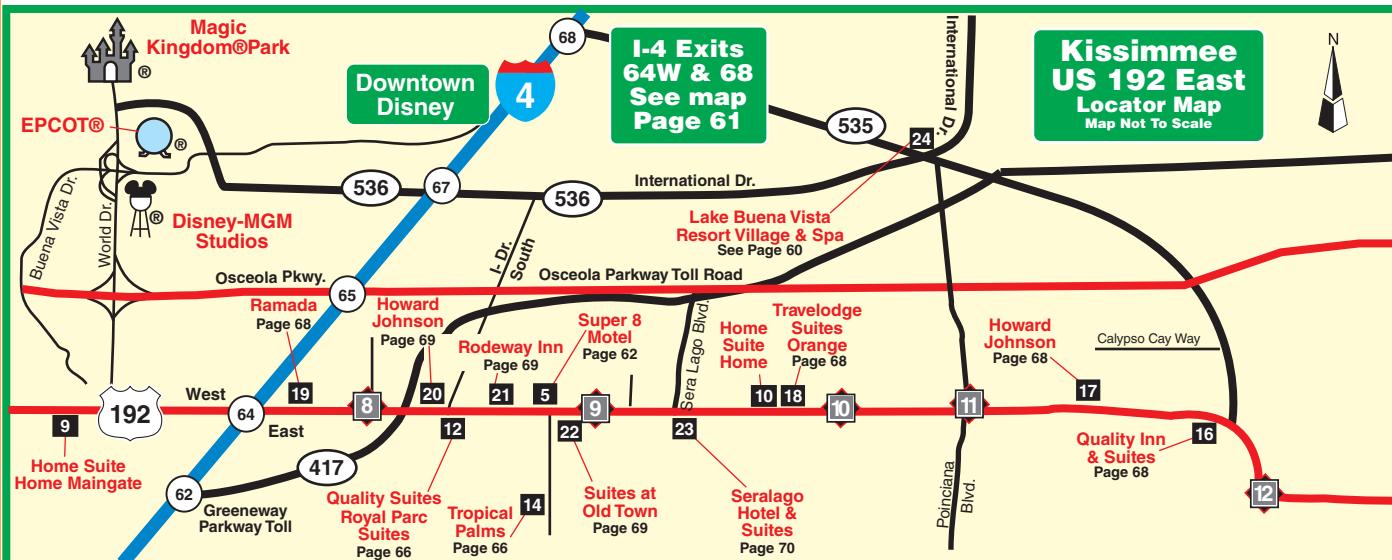 Magic
Kingdom®Park
®
EPCOT®
®
Disney-MGM
Studios
®
Downtown
Disney
4
68
I-4 Exits
64W & 68
See map
Page 61
International Dr.
Kissimmee
US 192 East
Locator Map
Map Not To Scale
N
535
24
536
67
536
International Dr.
Lake Buena Vista
Resort Village & Spa
See Page 60
Buena Vista Dr.
World Dr.
I- Dr.
South
Osceola Pkwy.
65
Osceola Parkway Toll Road
Ramada
Page 68
19
Howard
Johnson
Page 69
20
Rodeway Inn
Page 69
21
Super 8
Motel
Page 62
5
Sera Lago Blvd.
Home
Suite
Home
10
Travelodge
Suites
Orange
Page 68
18
Howard
Johnson
Page 68
17
Calypso Cay Way
192
West
64
East
8
9
10
11
12
9
Home Suite
Home Maingate
62
Greeneway
Parkway Toll
417
12
Quality Suites
Royal Parc
Suites
Page 66
14
Tropical
Palms
Page 66
22
Suites at
Old Town
Page 69
23
Seralago
Hotel &
Suites
Page 70
Poinciana
Blvd.
16
Quality Inn
& Suites
Page 68